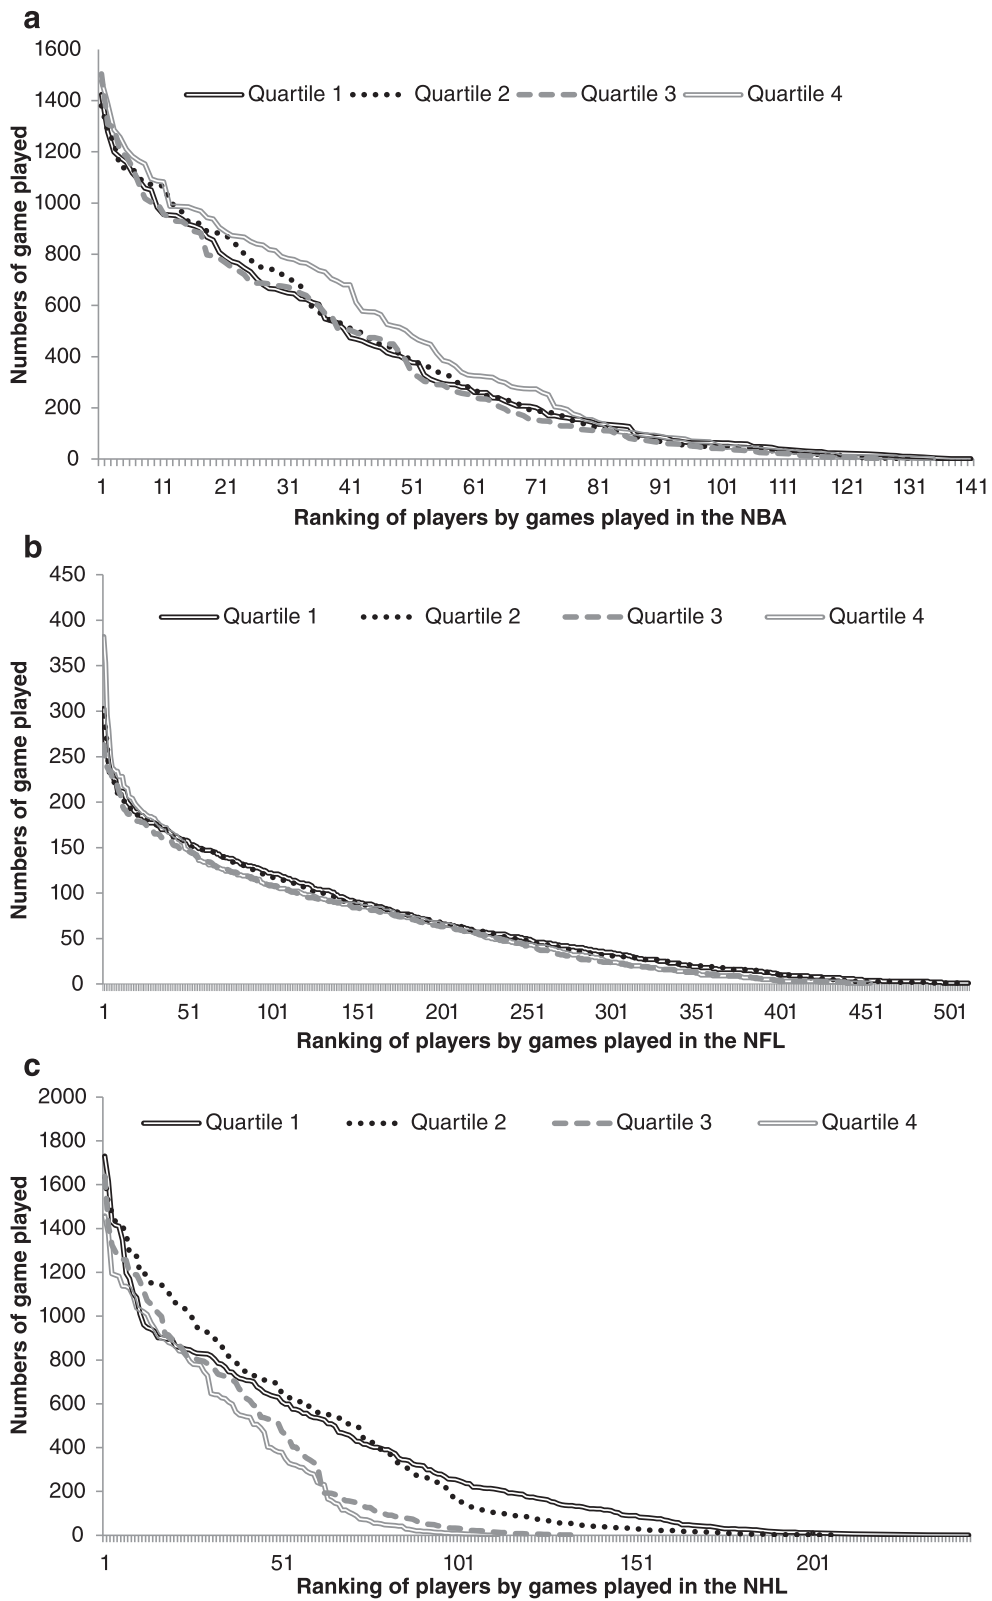 a
1600
1400
1200
1000
800
600
400
200
0
Numbers of game played
Quartile 1 Quartile 2 Quartile 3 Quartile 4
1 11 21 31 41 51 61 71 81 91 101 111 121 131 141
Ranking of players by games played in the NBA
b
450
400
350
300
250
200
150
100
50
0
Numbers of game played
Quartile 1 Quartile 2 Quartile 3 Quartile 4
1 51 101 151 201 251 301 351 401 451 501
Ranking of players by games played in the NFL
c
2000
1800
1600
1400
1200
1000
800
600
400
200
0
Numbers of game played
Quartile 1 Quartile 2 Quartile 3 Quartile 4
1 51 101 151 201
Ranking of players by games played in the NHL